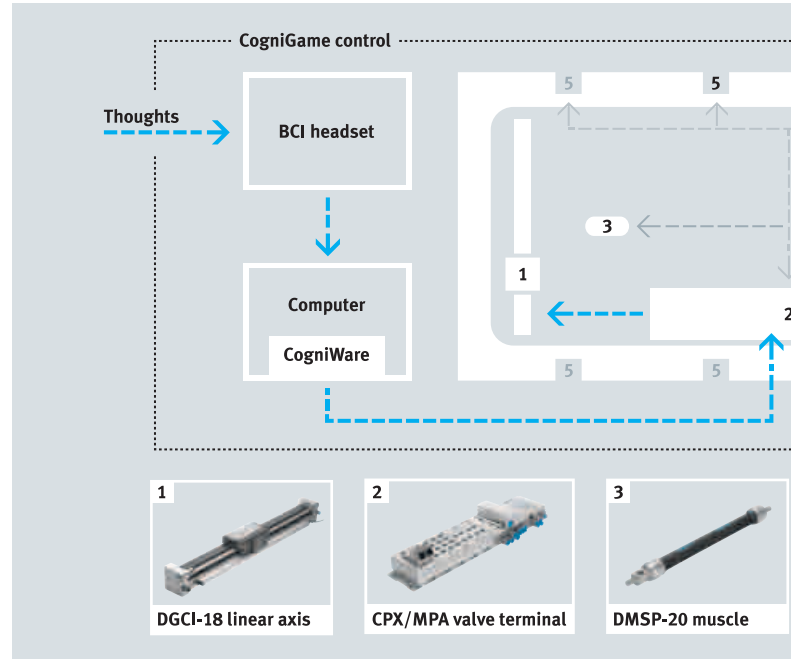 CogniGame control
5
5
Thoughts
BCI headset
3
1
Computer
2
CogniWare
5
5
1
2
3
DGCI-18 linear axis
CPX/MPA valve terminal
DMSP-20 muscle